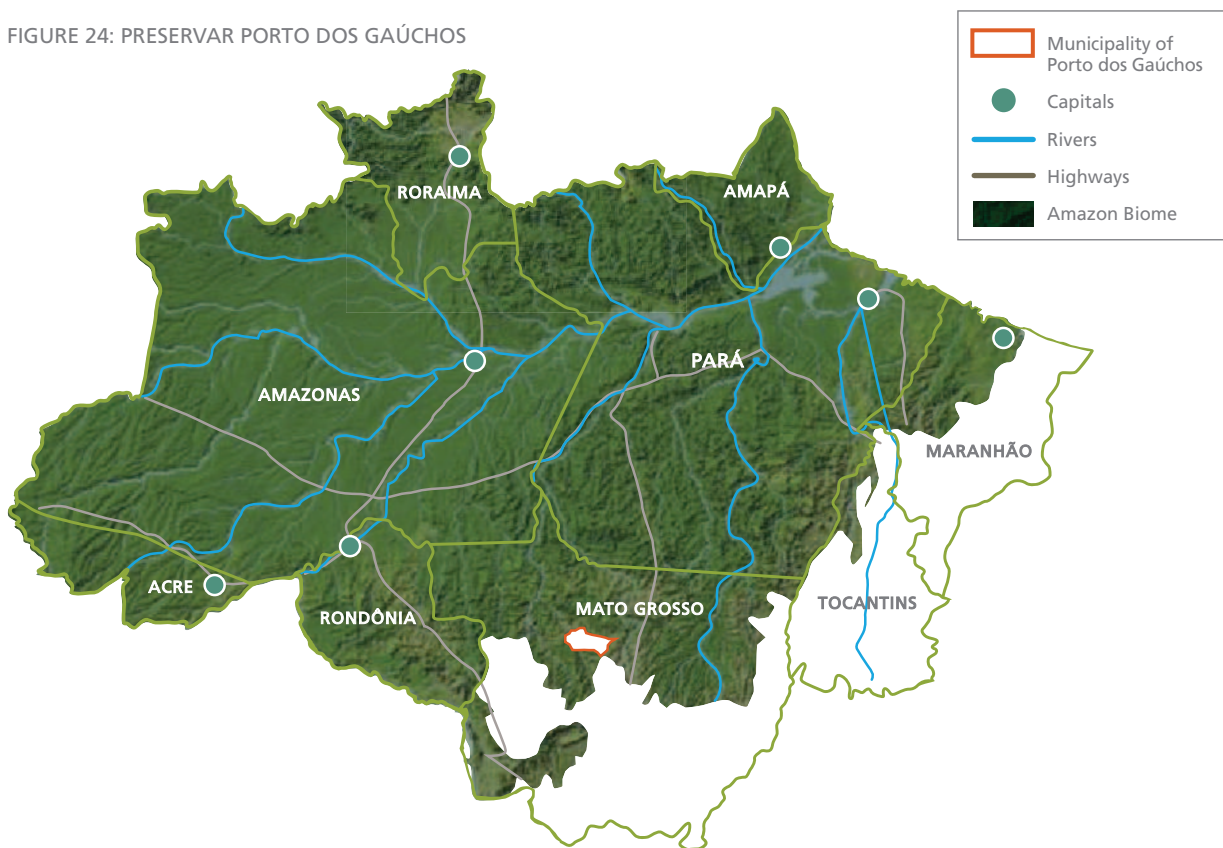 FIGURE 24: PRESERVAR PORTO DOS GAÚCHOS
Municipality of
Porto dos Gaúchos
Capitals
Rivers
Highways
Amazon Biome
RORAIMA
AMAPÁ
PARÁ
AMAZONAS
MARANHÃO
ACRE
RONDÔNIA
MATO GROSSO
TOCANTINS